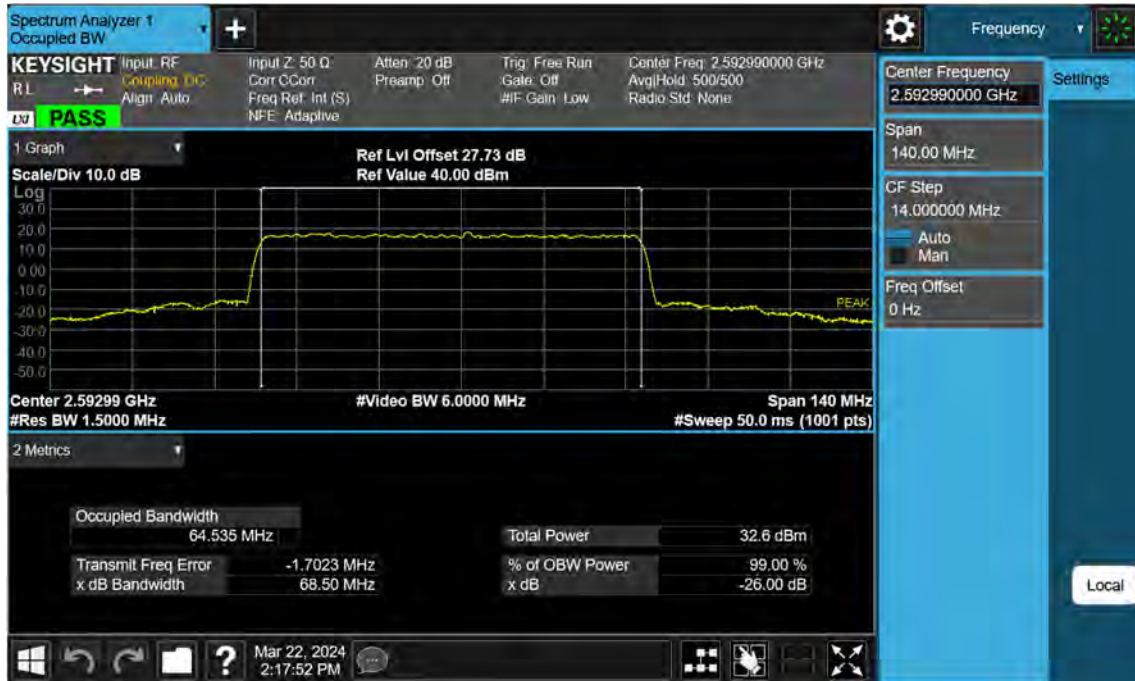 Spectrum Analyzer 1
Occupied BW
+
Frequency
KEYSIGHT
RL
LXI
PASS
Input: RF
Coupling: DC
Align: Auto
Input Z: 50 Ω
Corr CCorr
Freq Ref: Int (S)
NFE: Adaptive
Atten: 20 dB
Preamp: Off
Trig: Free Run
Gate: Off
#IF Gain: Low
Center Freq: 2.592990000 GHz
Avg|Hold: 500/500
Radio Std: None
1 Graph
Scale/Div 10.0 dB
Ref Lvl Offset 27.73 dB
Ref Value 40.00 dBm
Log
30.0
20.0
10.0
0.00
-10.0
-20.0
-30.0
-40.0
-50.0
PEAK
Center 2.59299 GHz
#Video BW 6.0000 MHz
Span 140 MHz
#Res BW 1.5000 MHz
#Sweep 50.0 ms (1001 pts)
2 Metrics
Occupied Bandwidth
64.535 MHz
Total Power 32.6 dBm
Transmit Freq Error -1.7023 MHz
% of OBW Power 99.00 %
x dB Bandwidth 68.50 MHz
x dB -26.00 dB
Center Frequency
2.592990000 GHz
Settings
Span
140.00 MHz
CF Step
14.000000 MHz
Auto
Man
Freq Offset
0 Hz
Local
?
Mar 22, 2024
2:17:52 PM